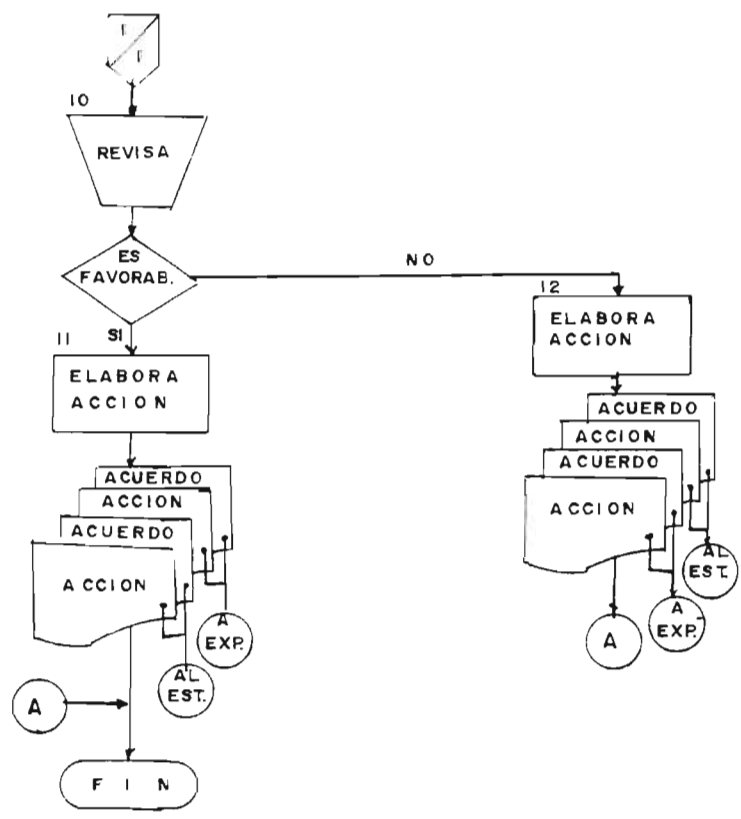 F
F
10
REVISA
ES
FAVORAB.
NO
SI
11
ELABORA
ACCION
ACUERDO
ACCION
ACUERDO
ACCION
A
EXP.
AL
EST.
A
F I N
12
ELABORA
ACCION
ACUERDO
ACCION
ACUERDO
ACCION
AL
EST.
A
EXP.
A